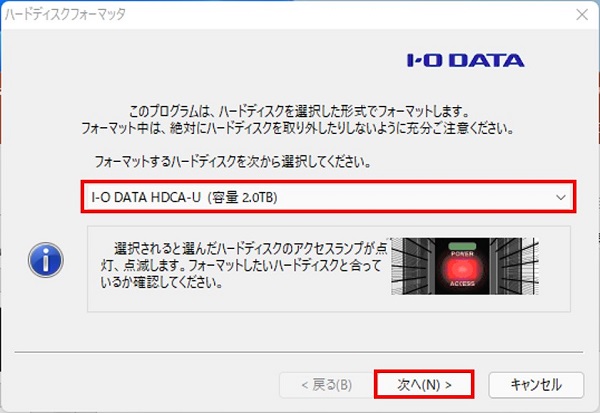 ハードディスクフォーマッタ
I-O DATA
このプログラムは、ハードディスクを選択した形式でフォーマットします。
フォーマット中は、絶対にハードディスクを取り外したりしないように充分ご注意ください。
フォーマットするハードディスクを次から選択してください。
I-O DATA HDCA-U (容量 2.0TB)
選択されると選んだハードディスクのアクセスランプが点
灯、点滅します。フォーマットしたいハードディスクと合って
いるか確認してください。
POWER
ACCESS
< 戻る(B)
次へ(N) >
キャンセル